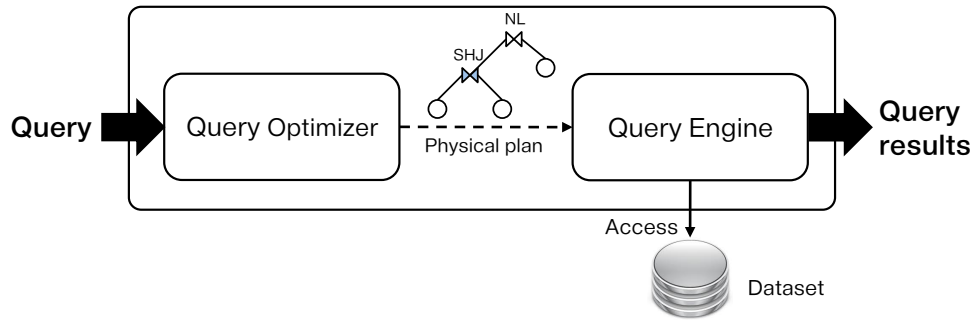 NL
SHJ
Query
Query Optimizer
Physical plan
Query Engine
Query
results
Access
Dataset